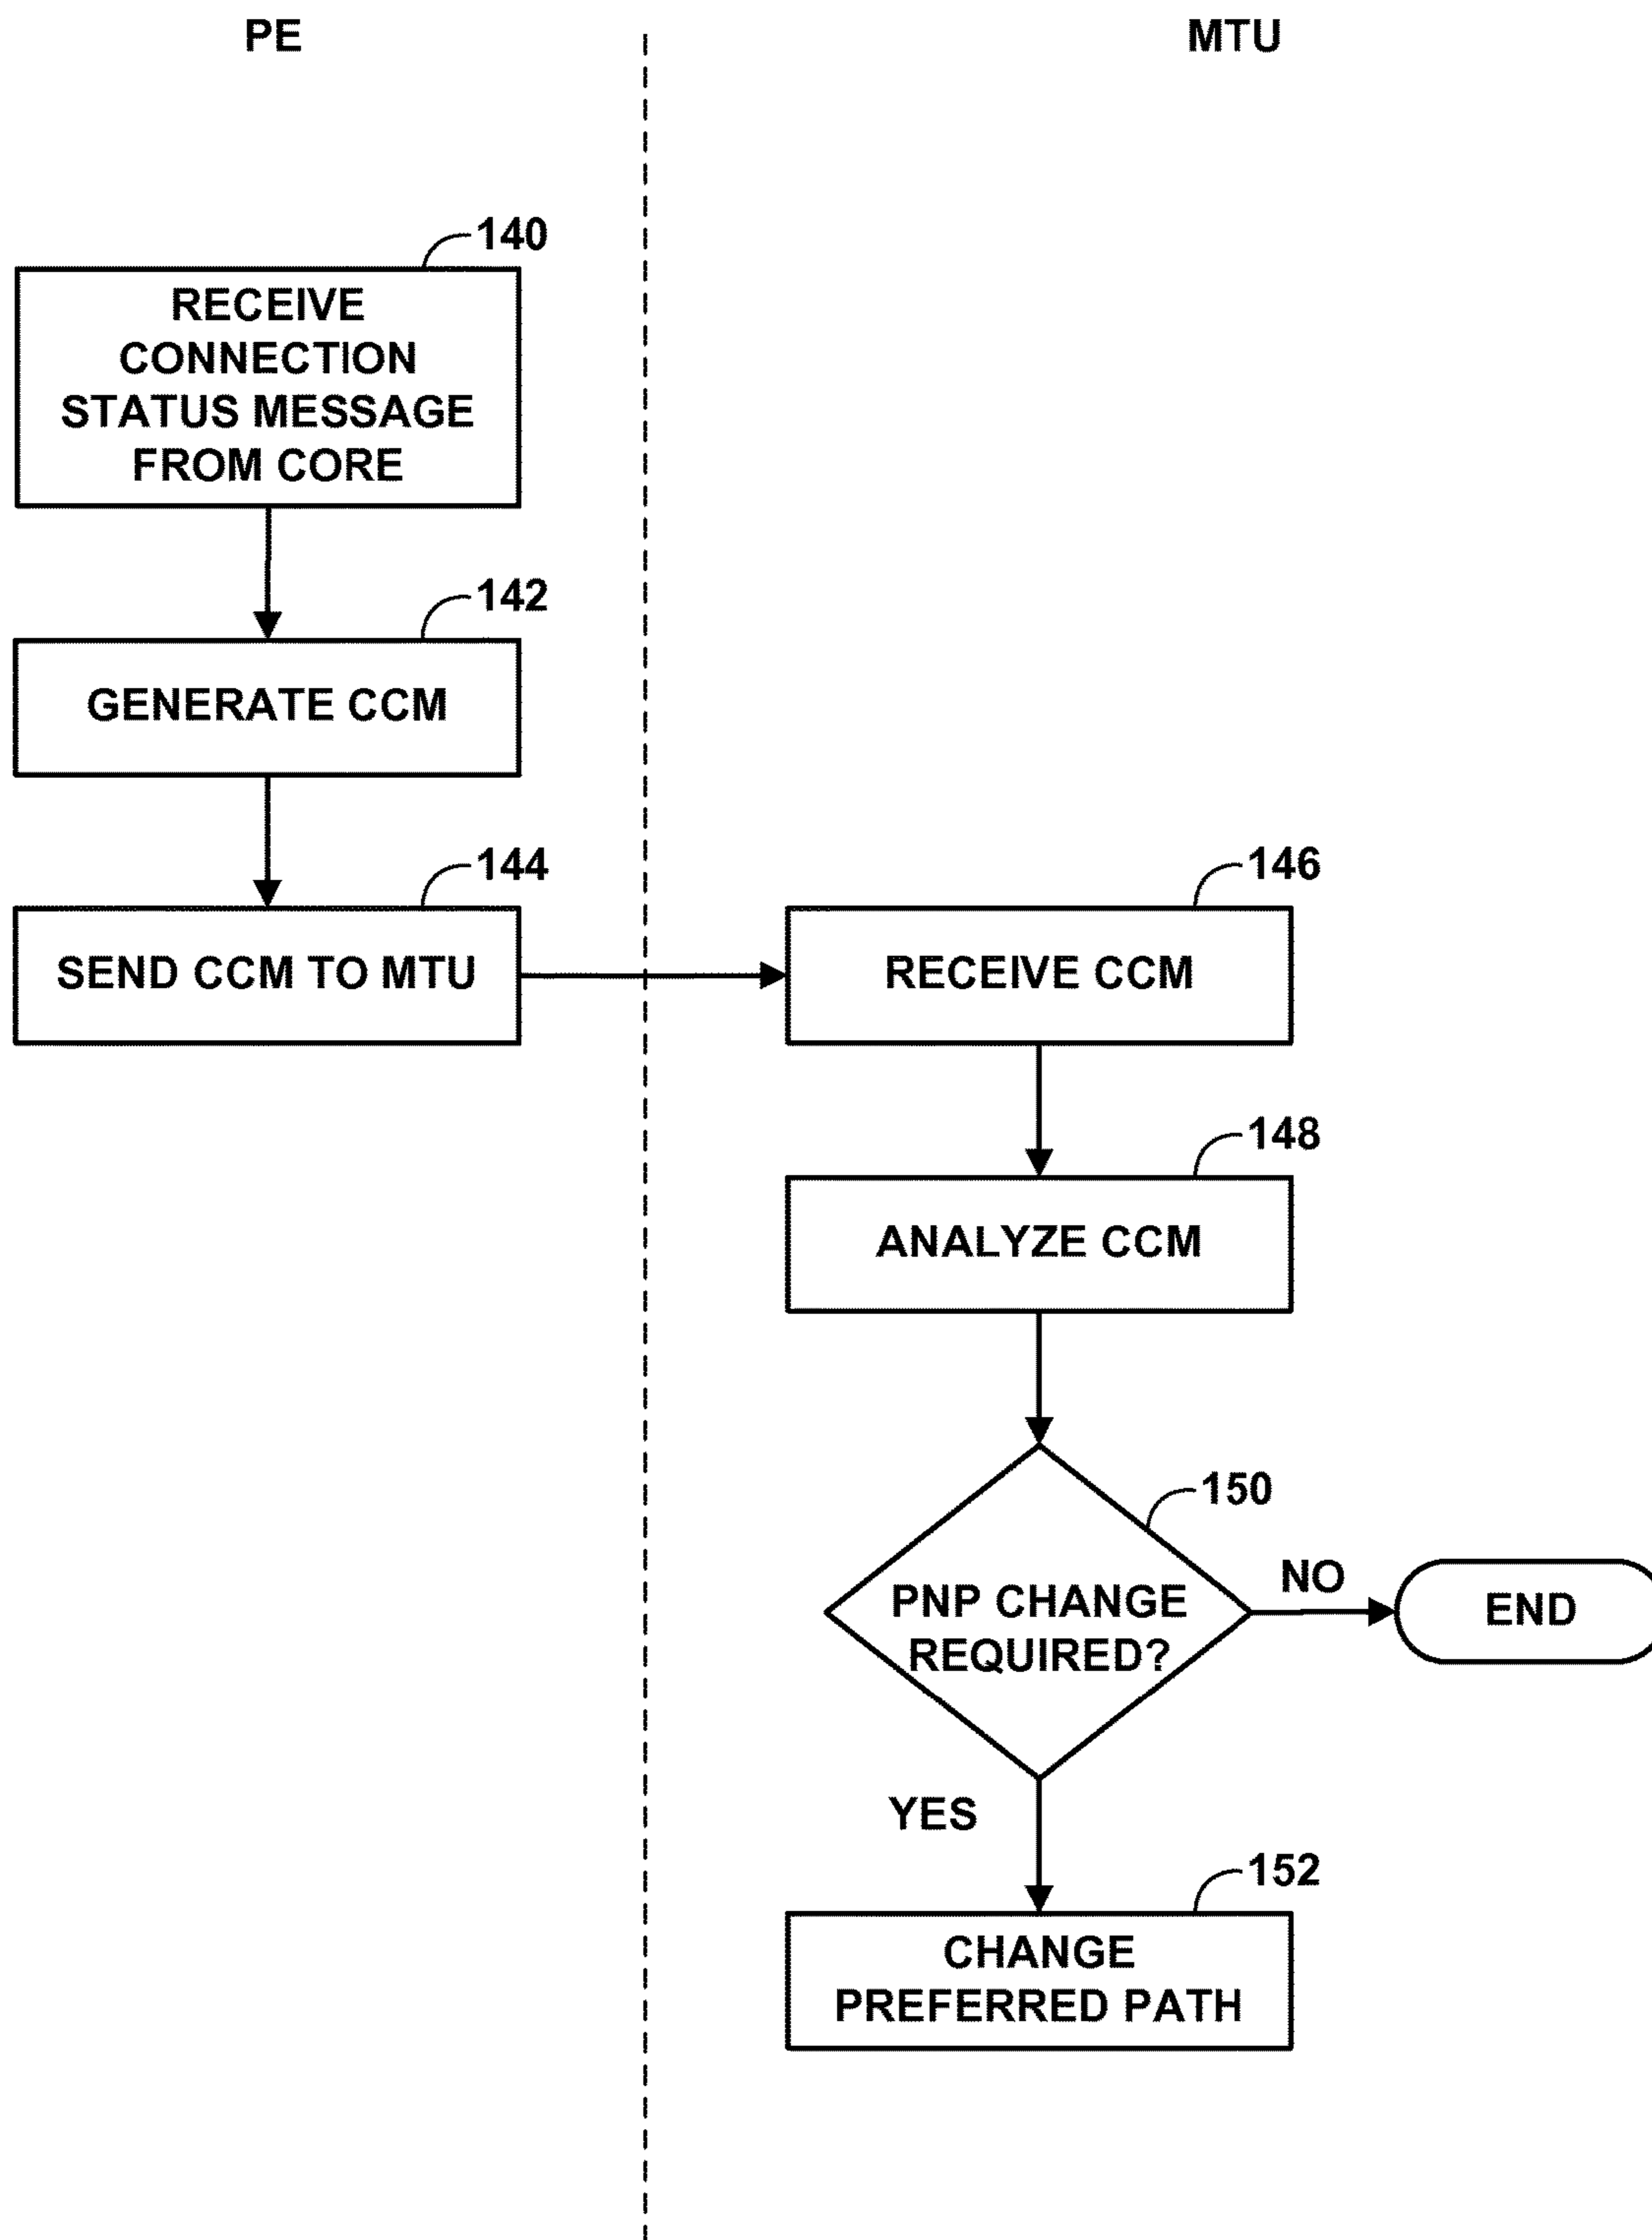 PE
MTU
140
RECEIVE
CONNECTION
STATUS MESSAGE
FROM CORE
142
GENERATE CCM
144
SEND CCM TO MTU
146
RECEIVE CCM
148
ANALYZE CCM
150
PNP CHANGE
REQUIRED?
NO
END
YES
152
CHANGE
PREFERRED PATH